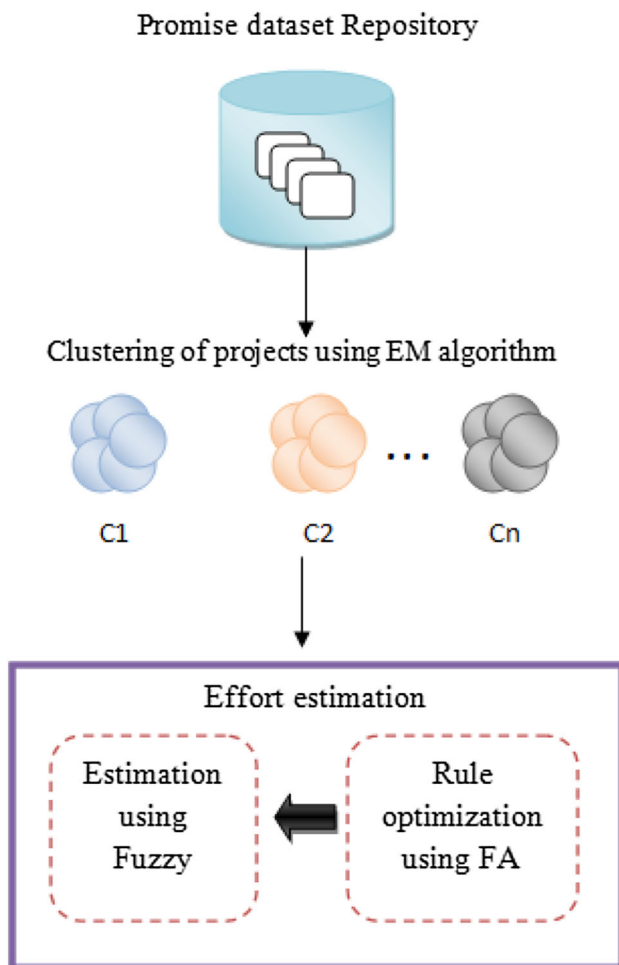 Promise dataset Repository
Clustering of projects using EM algorithm
...
C1
C2
Cn
Effort estimation
Estimation
using
Fuzzy
Rule
optimization
using FA